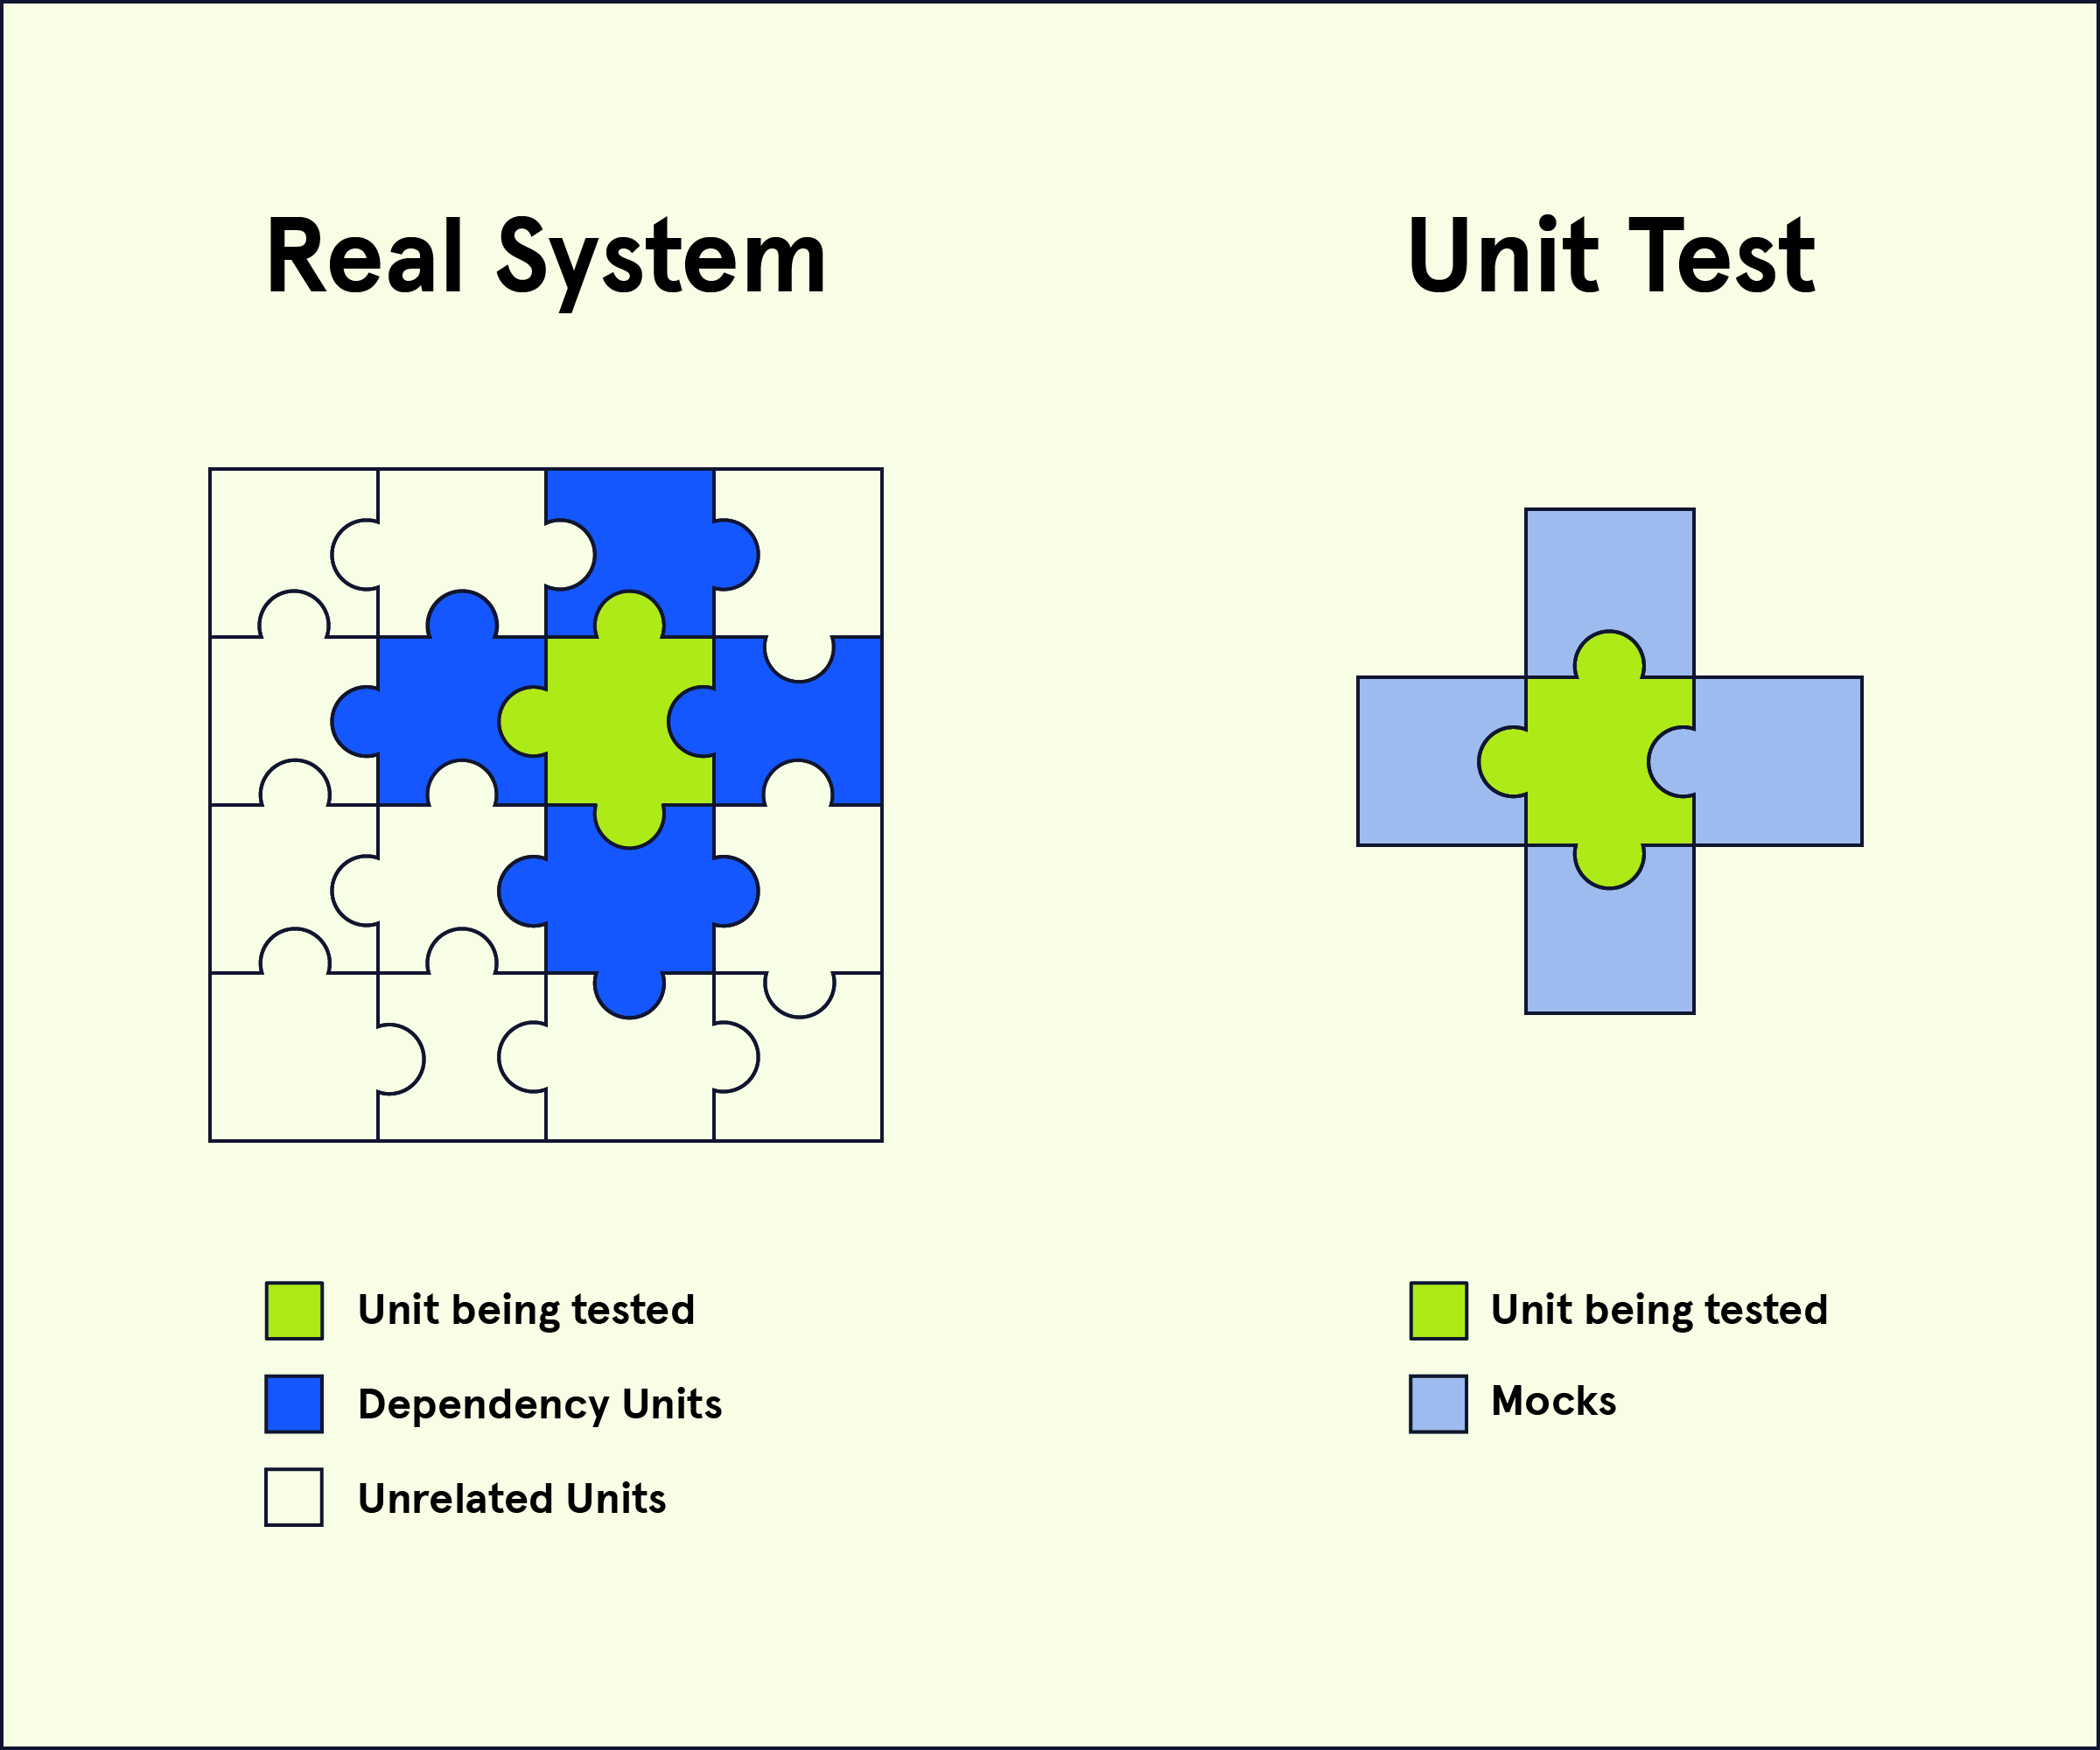 Real System
Unit Test
Unit being tested
Dependency Units
Unrelated Units
Unit being tested
Mocks